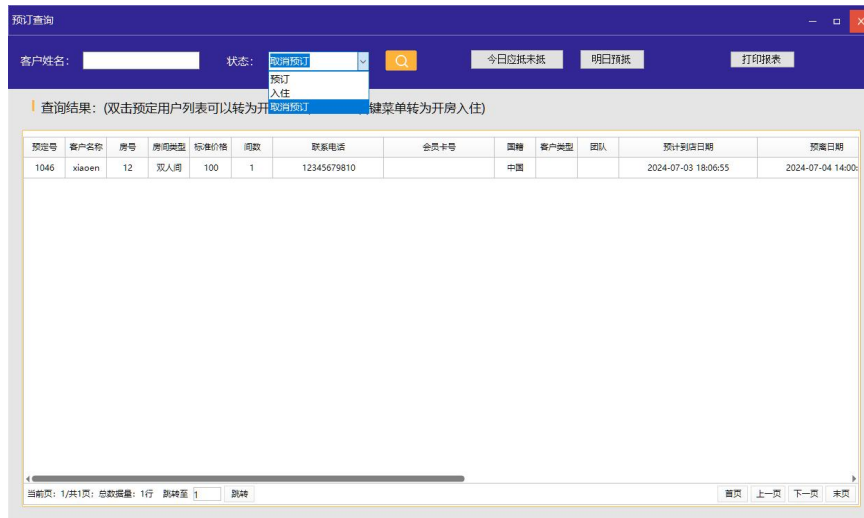 预订查询
客户姓名： 状态： 取消预订 今日应抵未抵 明日预抵 打印报表
预订
入住
取消预订
查询结果：(双击预定用户列表可以转为开 键菜单转为开房入住)
预定号 客户名称 房号 房间类型 标准价格 间数 联系电话 会员卡号 国籍 客户类型 团队 预计到店日期 预离日期
1046 xiaoen 12 双人间 100 1 12345679810 中国 2024-07-03 18:06:55 2024-07-04 14:00:
当前页：1/共1页；总数据量：1行 跳转至 1 跳转 首页 上一页 下一页 末页